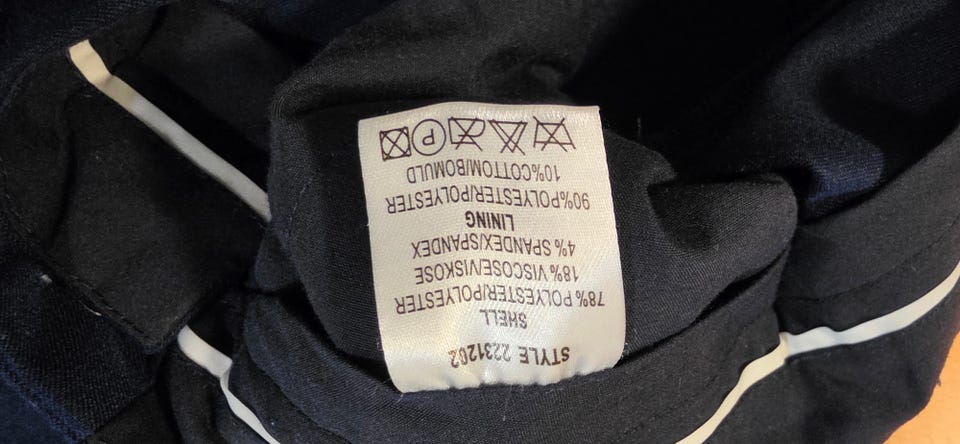 STYLE 2231202
SHELL
78% POLYESTER/POLYESTER
18% VISCOSE/VISKOSE
4% SPANDEX/SPANDEX
LINING
90%POLYESTER/POLYESTER
10%COTTOM/BOMULD
P